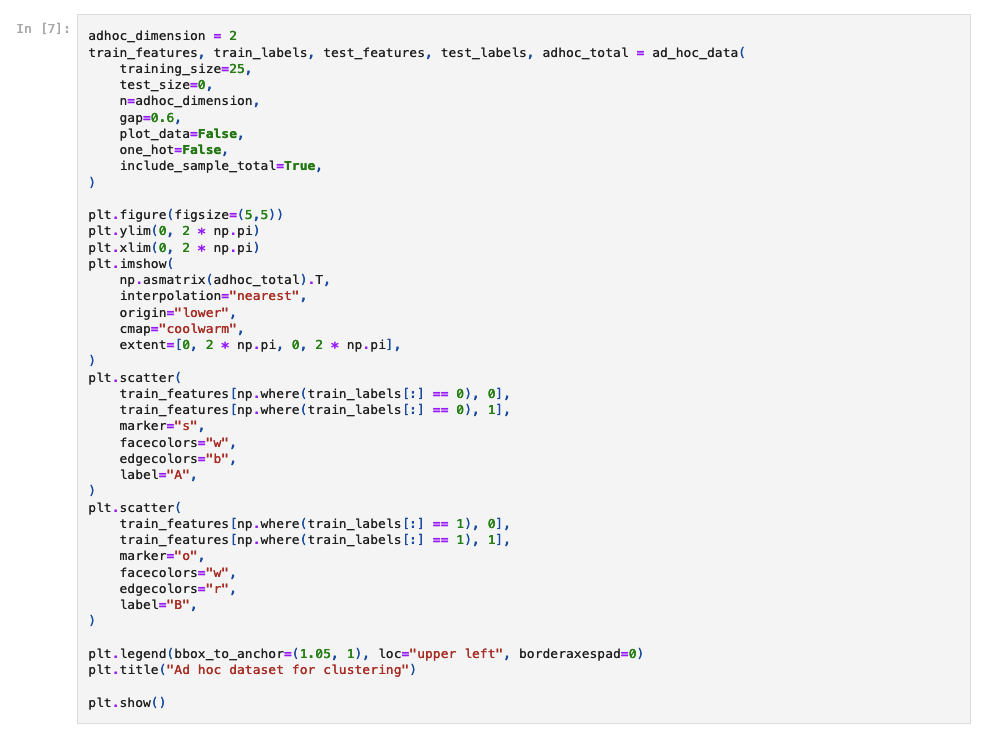 In [7]:
adhoc_dimension = 2
train_features, train_labels, test_features, test_labels, adhoc_total = ad_hoc_data(
    training_size=25,
    test_size=0,
    n=adhoc_dimension,
    gap=0.6,
    plot_data=False,
    one_hot=False,
    include_sample_total=True,
)

plt.figure(figsize=(5,5))
plt.ylim(0, 2 * np.pi)
plt.xlim(0, 2 * np.pi)
plt.imshow(
    np.asmatrix(adhoc_total).T,
    interpolation="nearest",
    origin="lower",
    cmap="coolwarm",
    extent=[0, 2 * np.pi, 0, 2 * np.pi],
)
plt.scatter(
    train_features[np.where(train_labels[:] == 0), 0],
    train_features[np.where(train_labels[:] == 0), 1],
    marker="s",
    facecolors="w",
    edgecolors="b",
    label="A",
)
plt.scatter(
    train_features[np.where(train_labels[:] == 1), 0],
    train_features[np.where(train_labels[:] == 1), 1],
    marker="o",
    facecolors="w",
    edgecolors="r",
    label="B",
)

plt.legend(bbox_to_anchor=(1.05, 1), loc="upper left", borderaxespad=0)
plt.title("Ad hoc dataset for clustering")

plt.show()